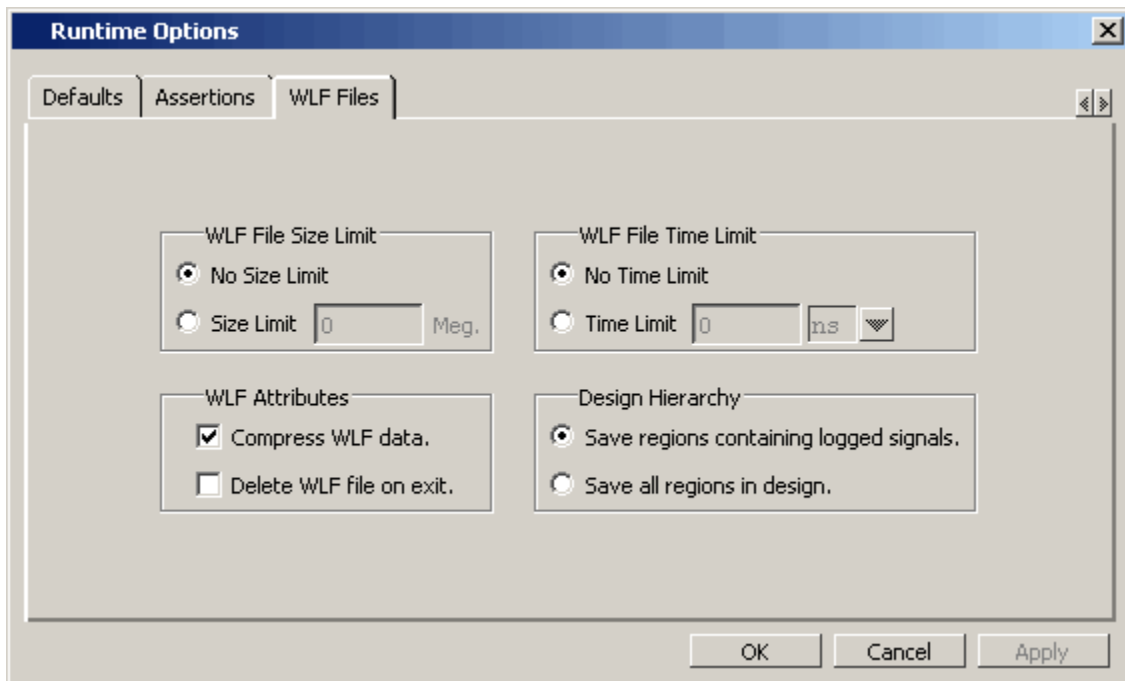 Runtime Options
Defaults Assertions WLF Files
WLF File Size Limit
No Size Limit
Size Limit 0 Meg.
WLF File Time Limit
No Time Limit
Time Limit 0 ns
WLF Attributes
Compress WLF data.
Delete WLF file on exit.
Design Hierarchy
Save regions containing logged signals.
Save all regions in design.
OK Cancel Apply